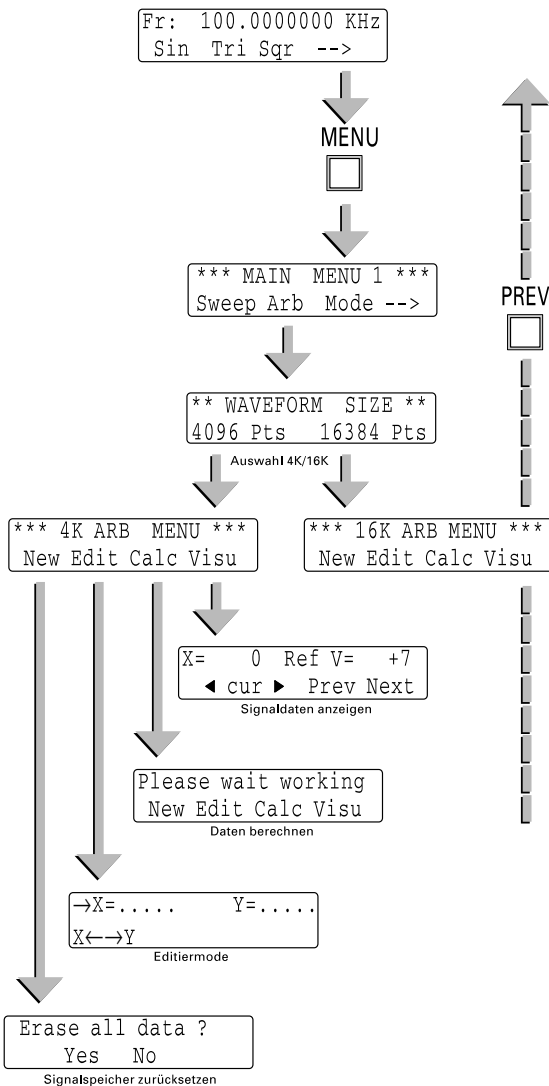 Fr: 100.0000000 KHz
Sin Tri Sqr -->
MENU
*** MAIN MENU 1 ***
Sweep Arb Mode -->
PREV
** WAVEFORM SIZE **
4096 Pts 16384 Pts
Auswahl 4K/16K
*** 4K ARB MENU ***
New Edit Calc Visu
*** 16K ARB MENU ***
New Edit Calc Visu
X= 0 Ref V= +7
◄ cur ► Prev Next
Signaldaten anzeigen
Please wait working
New Edit Calc Visu
Daten berechnen
→X=..... Y=.....
X←→Y
Editiermode
Erase all data ?
Yes No
Signalspeicher zurücksetzen